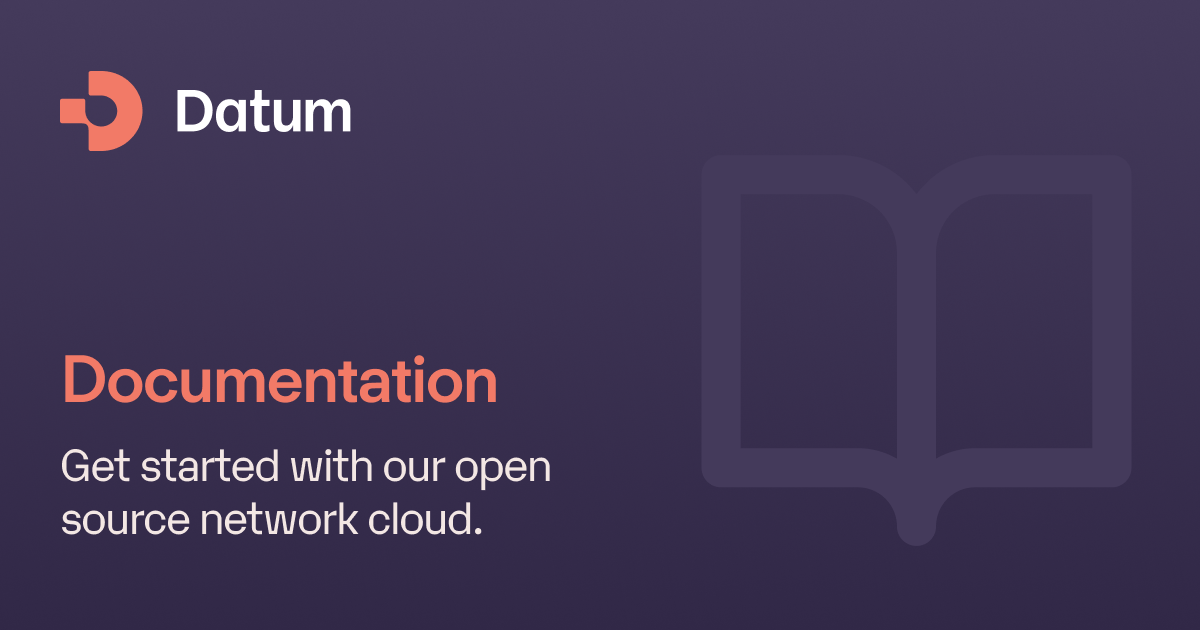 Datum
Documentation
Get started with our open
source network cloud.